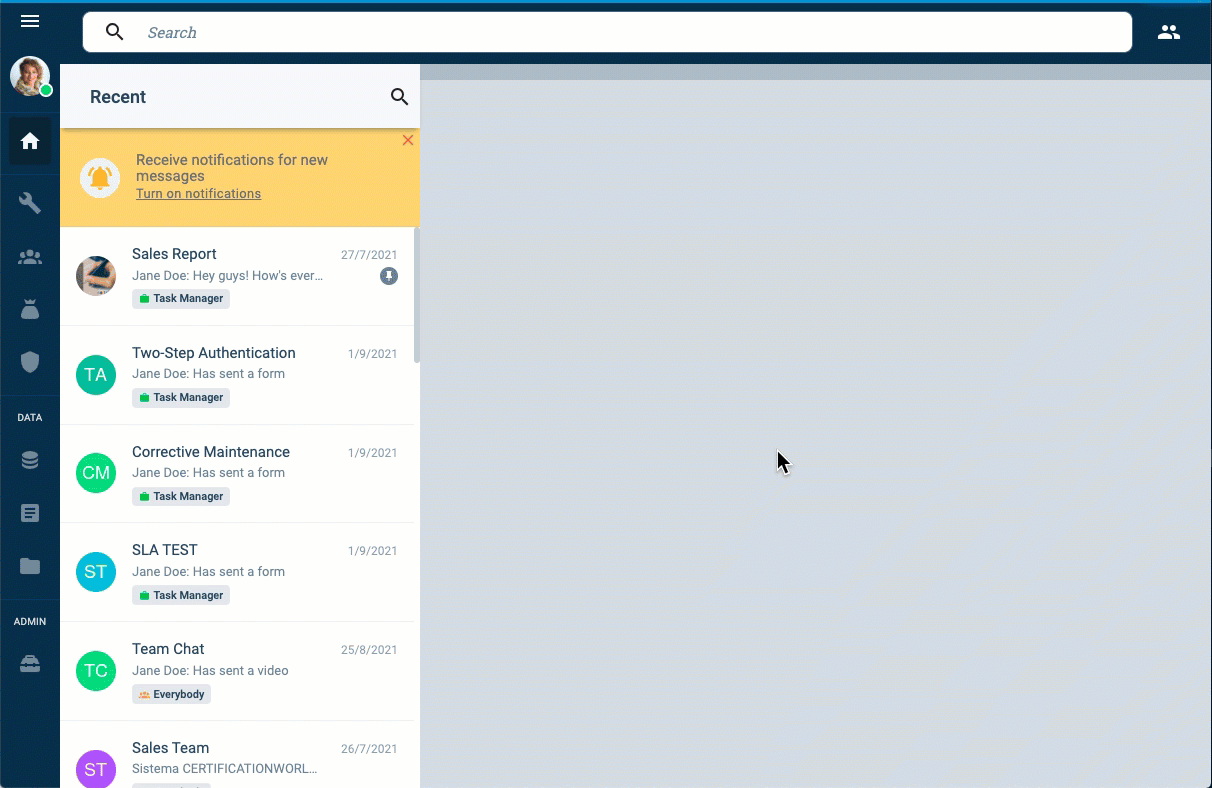 Search
Recent
Receive notifications for new
messages
Turn on notifications
Sales Report
27/7/2021
Jane Doe: Hey guys! How's ever...
Task Manager
TA
Two-Step Authentication
1/9/2021
Jane Doe: Has sent a form
Task Manager
CM
Corrective Maintenance
1/9/2021
Jane Doe: Has sent a form
Task Manager
ST
SLA TEST
1/9/2021
Jane Doe: Has sent a form
Task Manager
TC
Team Chat
25/8/2021
Jane Doe: Has sent a video
Everybody
ST
Sales Team
26/7/2021
Sistema CERTIFICATIONWORL...
DATA
ADMIN